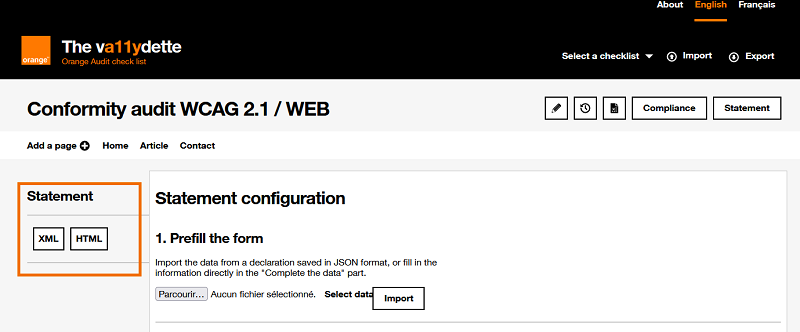 About English Français
The va11ydette
Orange Audit check list
orange
Select a checklist Import Export
Conformity audit WCAG 2.1 / WEB
Compliance Statement
Add a page Home Article Contact
Statement
XML HTML
Statement configuration
1. Prefill the form
Import the data from a declaration saved in JSON format, or fill in the
information directly in the "Complete the data" part.
Parcourir... Aucun fichier sélectionné. Select data Import